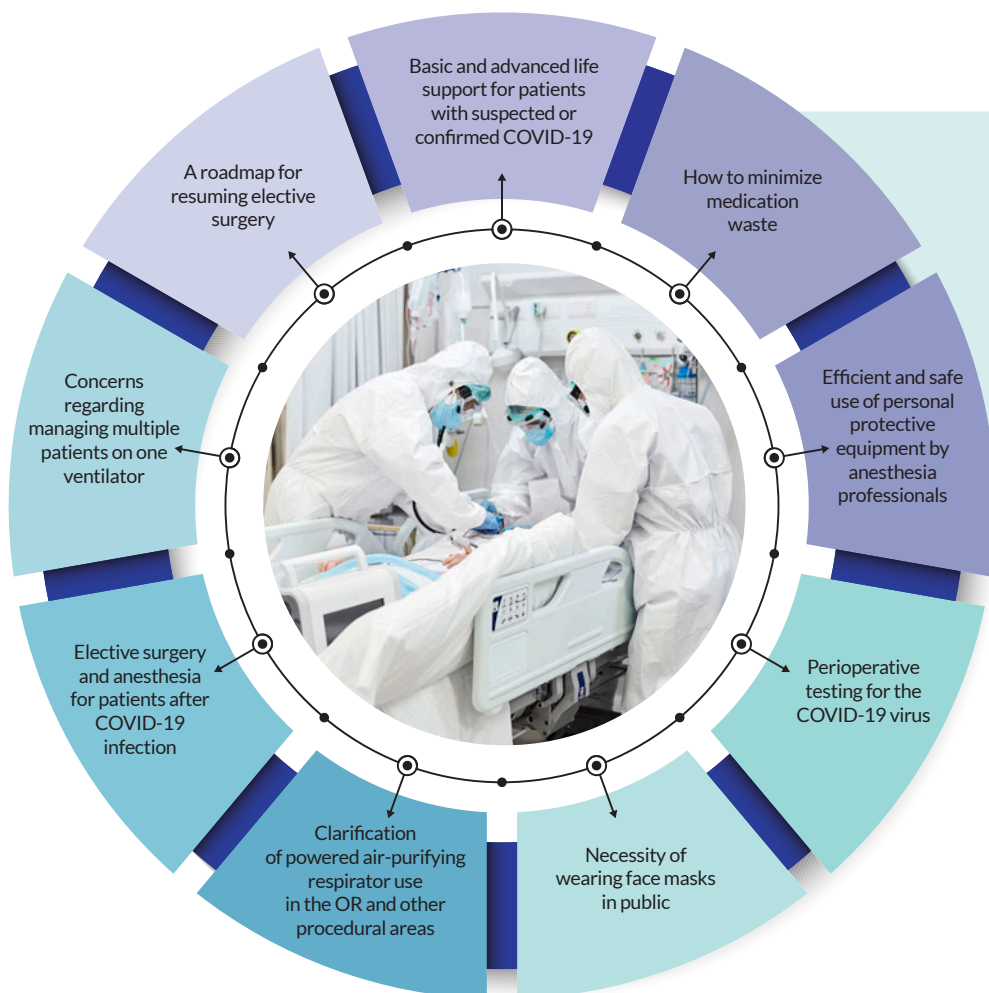 Basic and advanced life
support for patients
with suspected or
confirmed COVID-19
How to minimize
medication
waste
Efficient and safe
use of personal
protective
equipment by
anesthesia
professionals
Perioperative
testing for the
COVID-19 virus
Necessity of
wearing face masks
in public
Clarification
of powered air-purifying
respirator use
in the OR and other
procedural areas
Elective surgery
and anesthesia
for patients after
COVID-19
infection
Concerns
regarding
managing multiple
patients on one
ventilator
A roadmap for
resuming elective
surgery